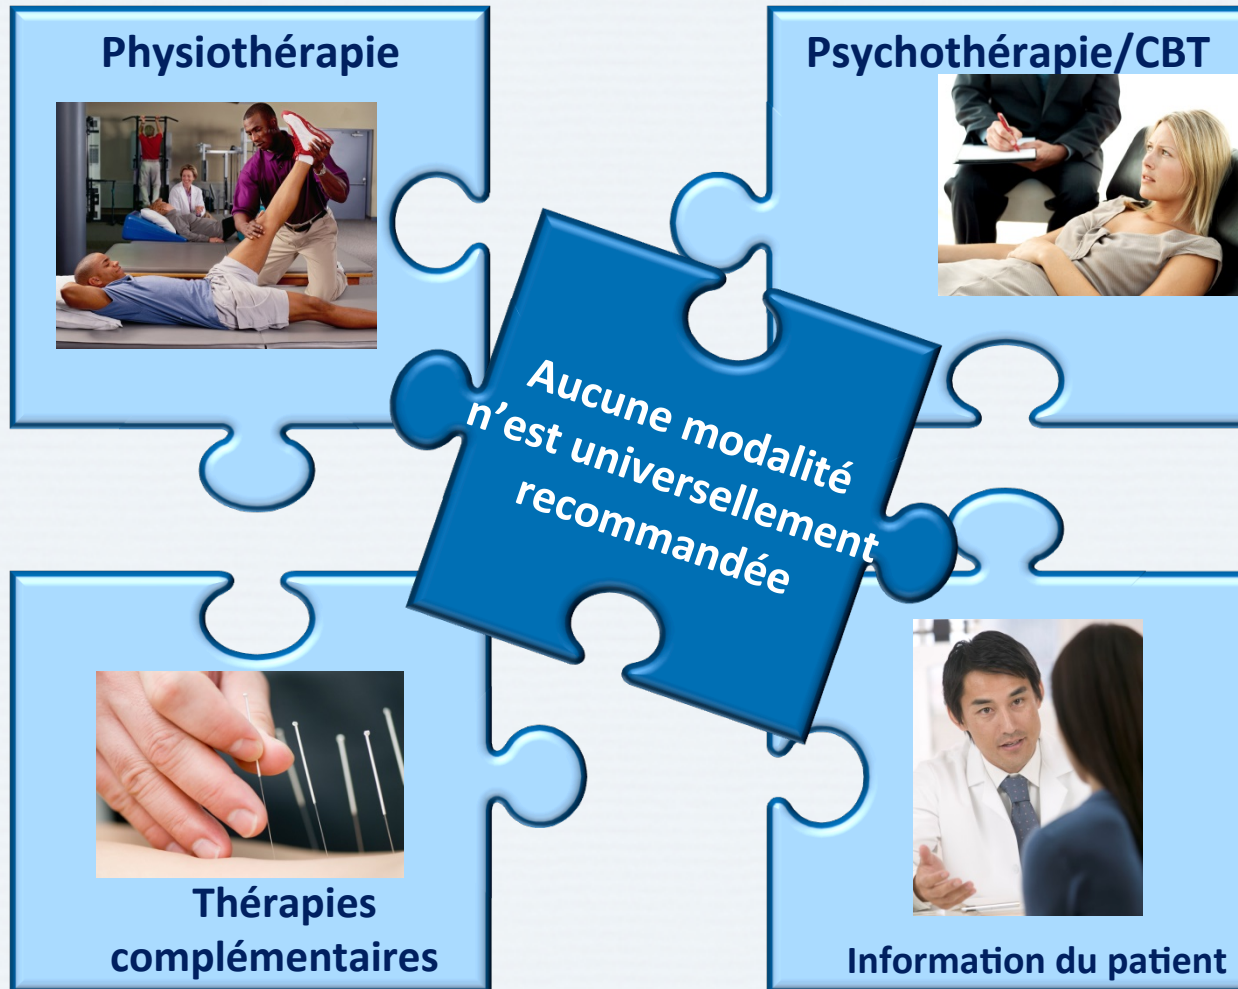 Physiothérapie
Psychothérapie/CBT
Aucune modalité
n’est universellement
recommandée
Thérapies
complémentaires
Information du patient